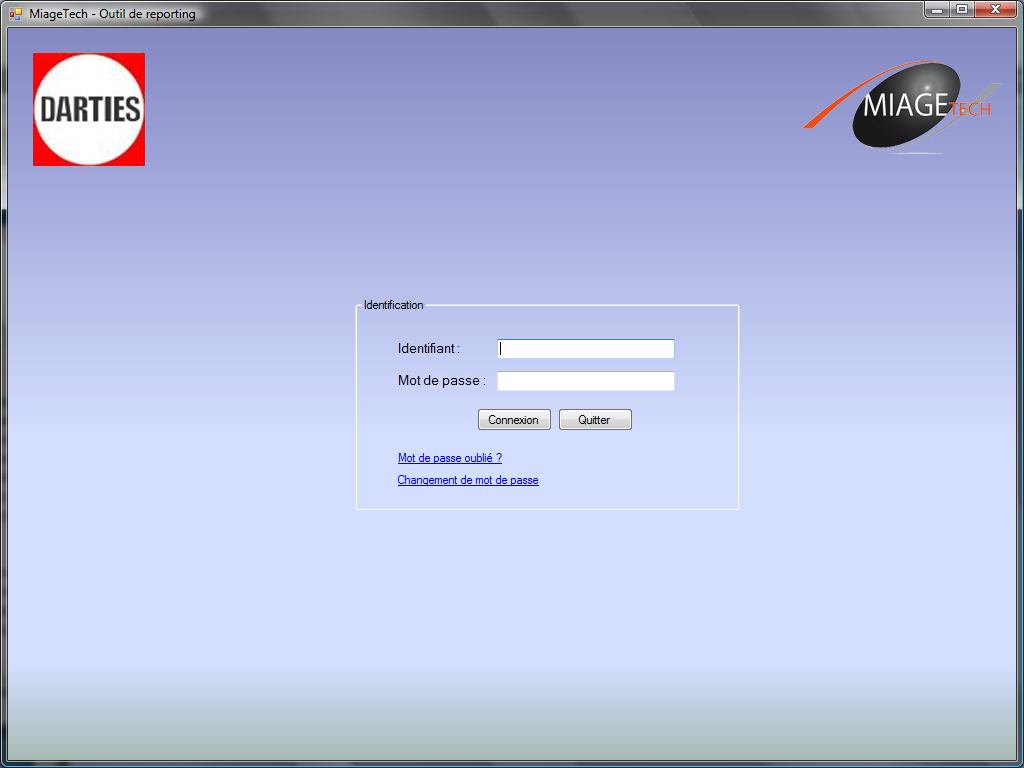 MiageTech - Outil de reporting
DARTIES
MIAGETECH
Identification
Identifiant :
Mot de passe :
Connexion Quitter
Mot de passe oublié ?
Changement de mot de passe